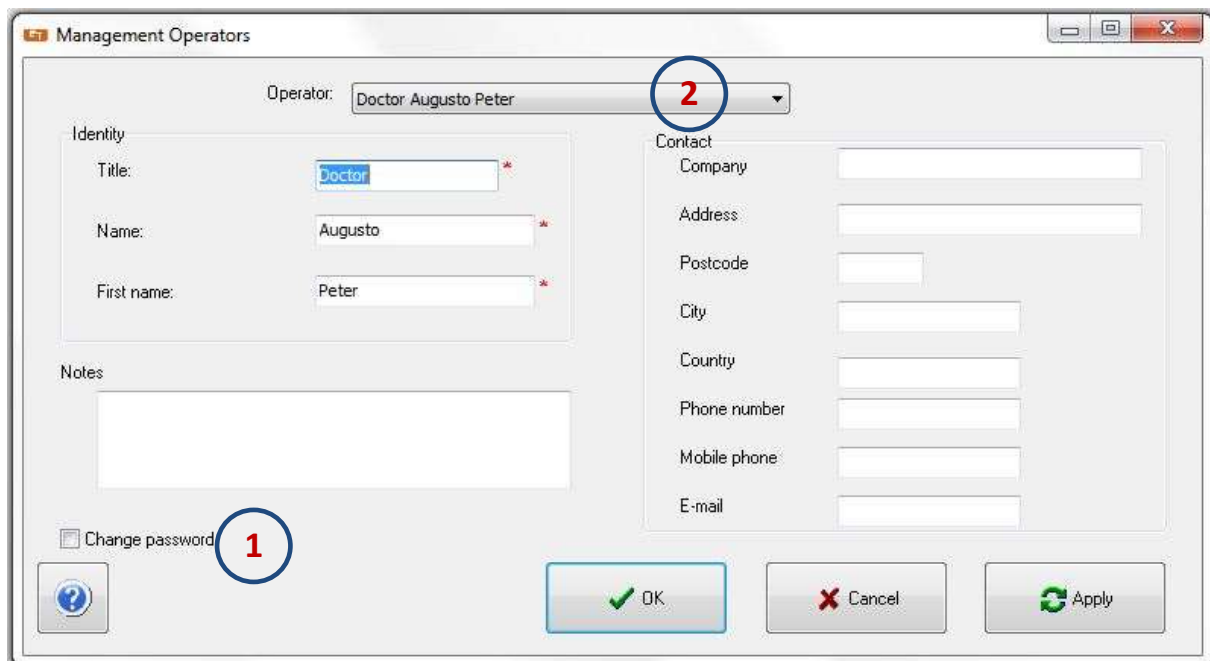 Management Operators
Operator: Doctor Augusto Peter 2
Identity
Title: Doctor *
Name: Augusto *
First name: Peter *
Notes
Change password 1
Contact
Company
Address
Postcode
City
Country
Phone number
Mobile phone
E-mail
OK
Cancel
Apply